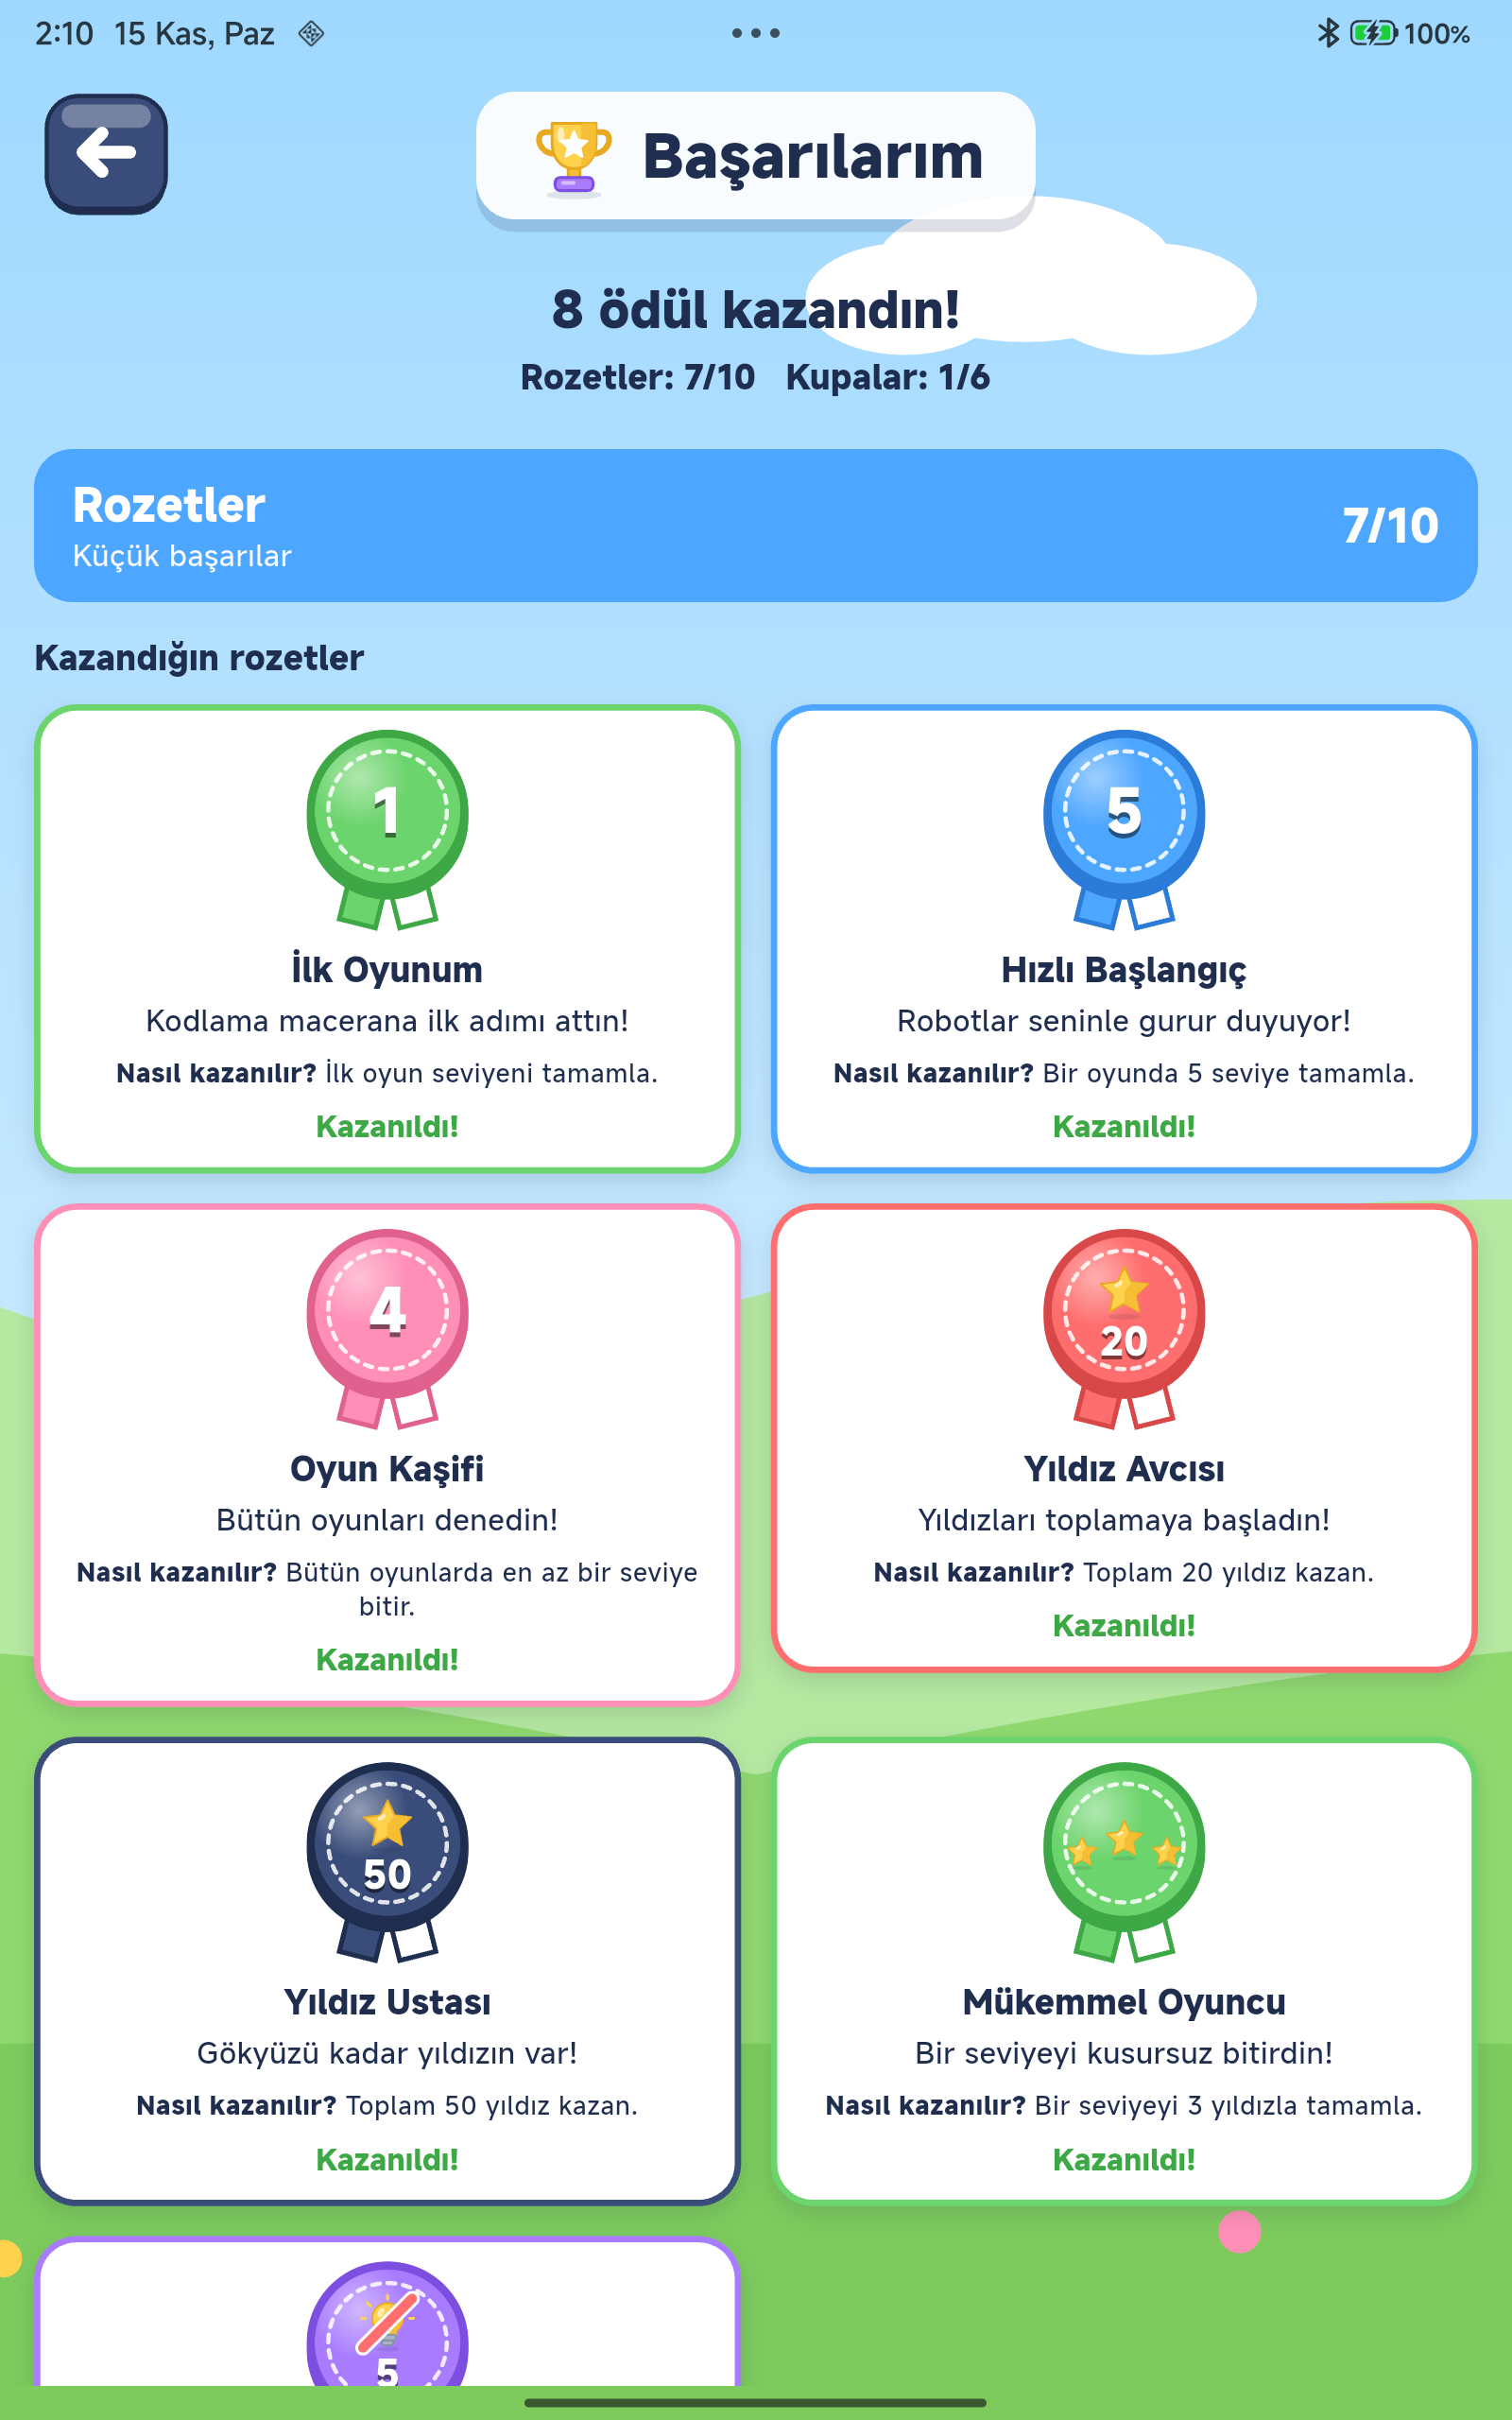 2:10 15 Kas, Paz
100%
Başarılarım
8 ödül kazandın!
Rozetler: 7/10 Kupalar: 1/6
Rozetler
Küçük başarılar
7/10
Kazandığın rozetler
1
İlk Oyunum
Kodlama macerana ilk adımı attın!
Nasıl kazanılır? İlk oyun seviyeni tamamla.
Kazanıldı!
5
Hızlı Başlangıç
Robotlar seninle gurur duyuyor!
Nasıl kazanılır? Bir oyunda 5 seviye tamamla.
Kazanıldı!
4
Oyun Kaşifi
Bütün oyunları denedin!
Nasıl kazanılır? Bütün oyunlarda en az bir seviye
bitir.
Kazanıldı!
20
Yıldız Avcısı
Yıldızları toplamaya başladın!
Nasıl kazanılır? Toplam 20 yıldız kazan.
Kazanıldı!
50
Yıldız Ustası
Gökyüzü kadar yıldızın var!
Nasıl kazanılır? Toplam 50 yıldız kazan.
Kazanıldı!
Mükemmel Oyuncu
Bir seviyeyi kusursuz bitirdin!
Nasıl kazanılır? Bir seviyeyi 3 yıldızla tamamla.
Kazanıldı!
5